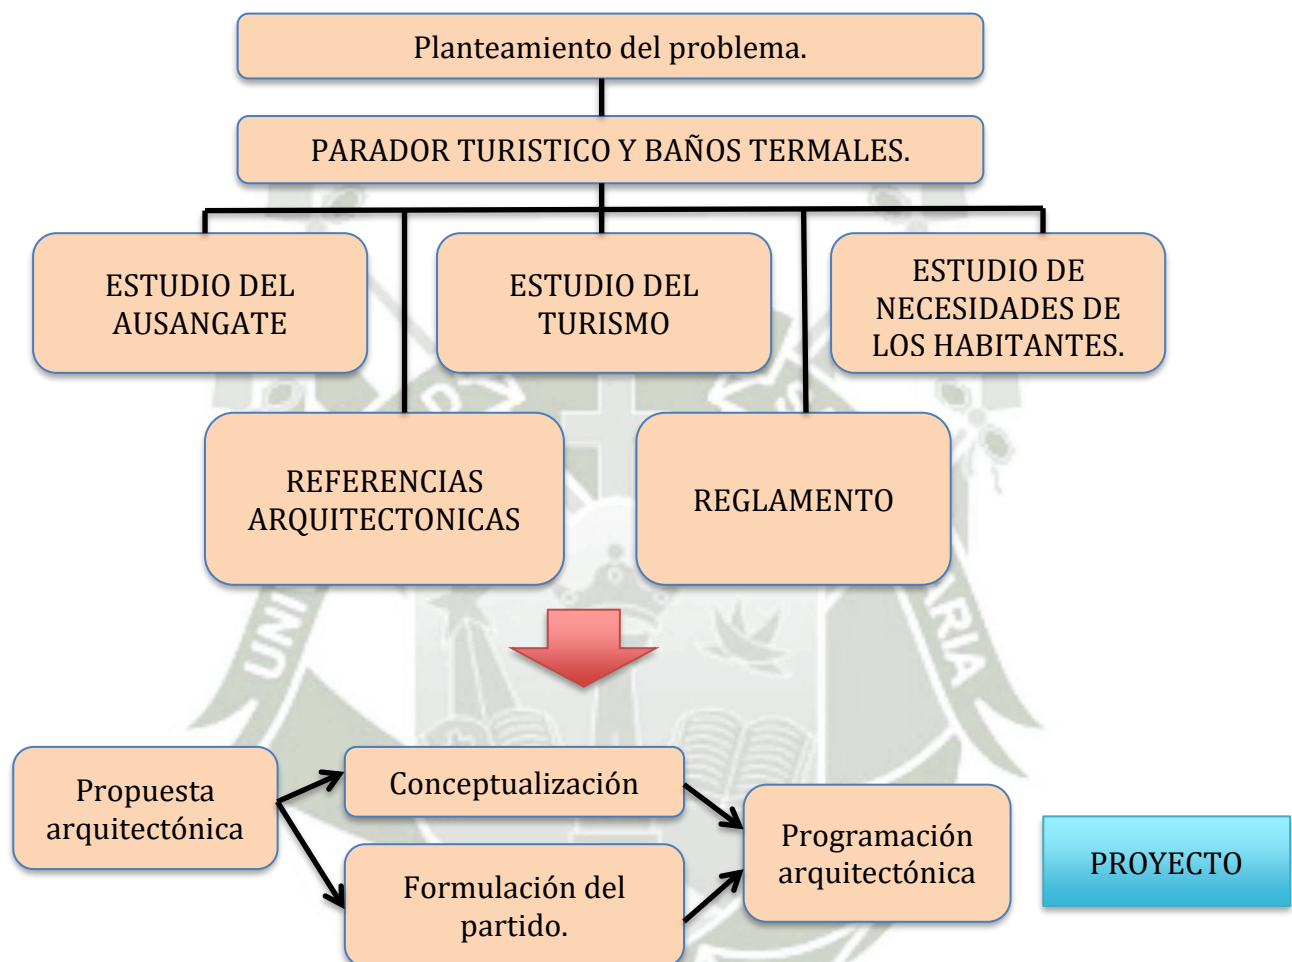 Planteamiento del problema.
PARADOR TURISTICO Y BAÑOS TERMALES.
ESTUDIO DEL
AUSANGATE
ESTUDIO DEL
TURISMO
ESTUDIO DE
NECESIDADES DE
LOS HABITANTES.
REFERENCIAS
ARQUITECTONICAS
REGLAMENTO
Propuesta
arquitectónica
Conceptualización
Formulación del
partido.
Programación
arquitectónica
PROYECTO